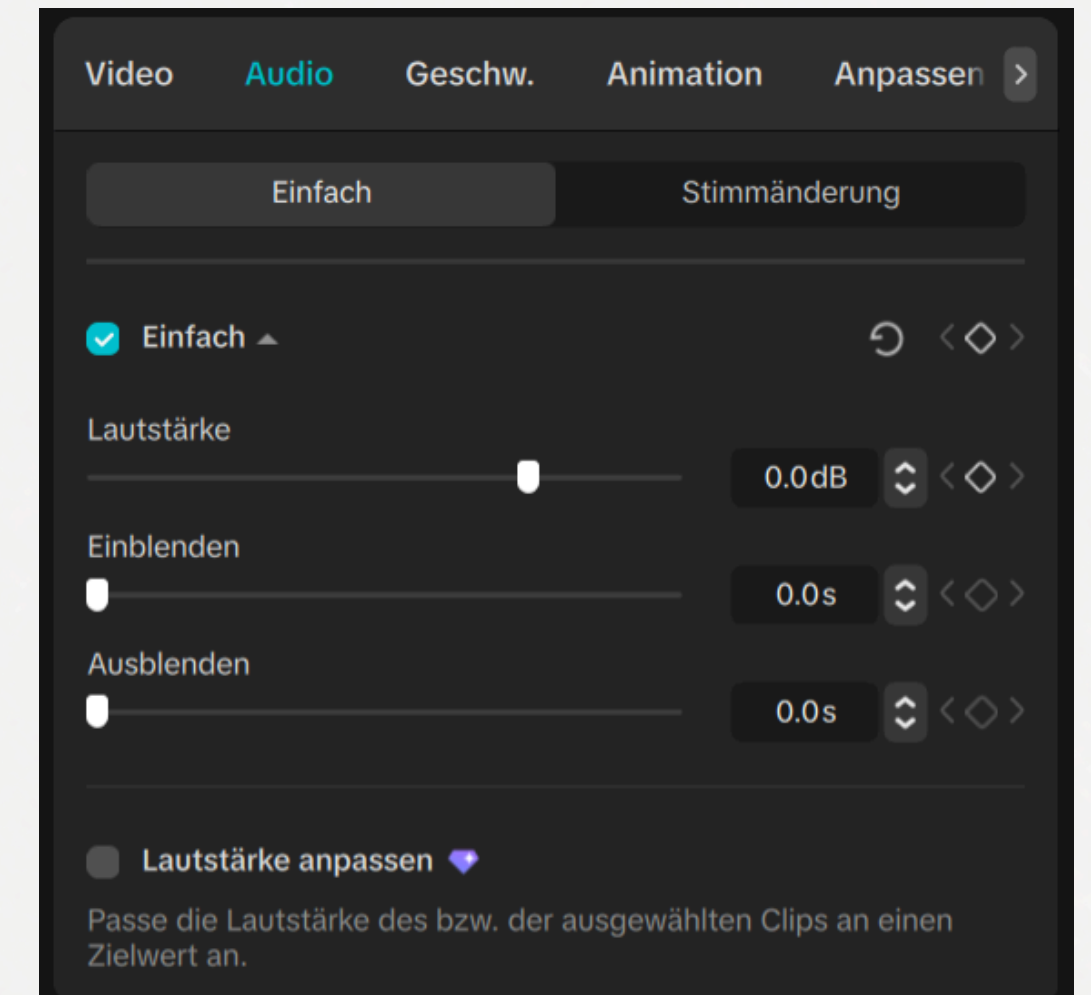 Video Audio Geschw. Animation Anpassen
Einfach Stimmänderung
Einfach
Lautstärke
0.0dB
Einblenden
0.0s
Ausblenden
0.0s
Lautstärke anpassen
Passe die Lautstärke des bzw. der ausgewählten Clips an einen
Zielwert an.